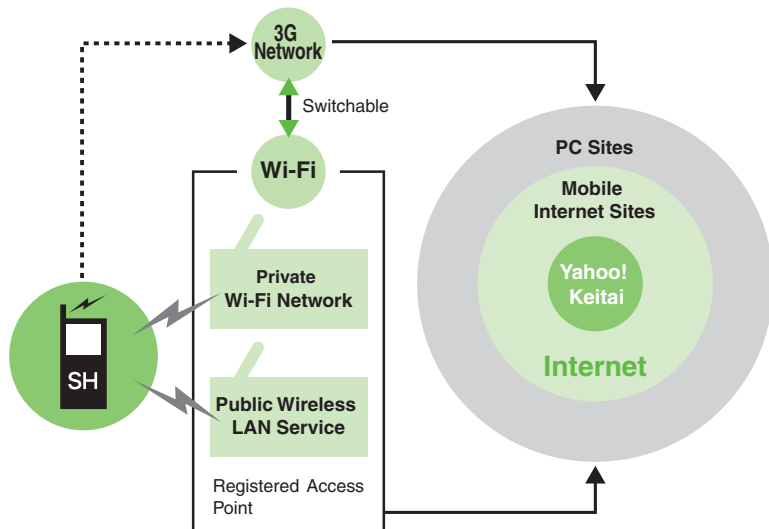 3G
Network
Switchable
Wi-Fi
Private
Wi-Fi Network
SH
Public Wireless
LAN Service
Registered Access
Point
PC Sites
Mobile
Internet Sites
Yahoo!
Keitai
Internet